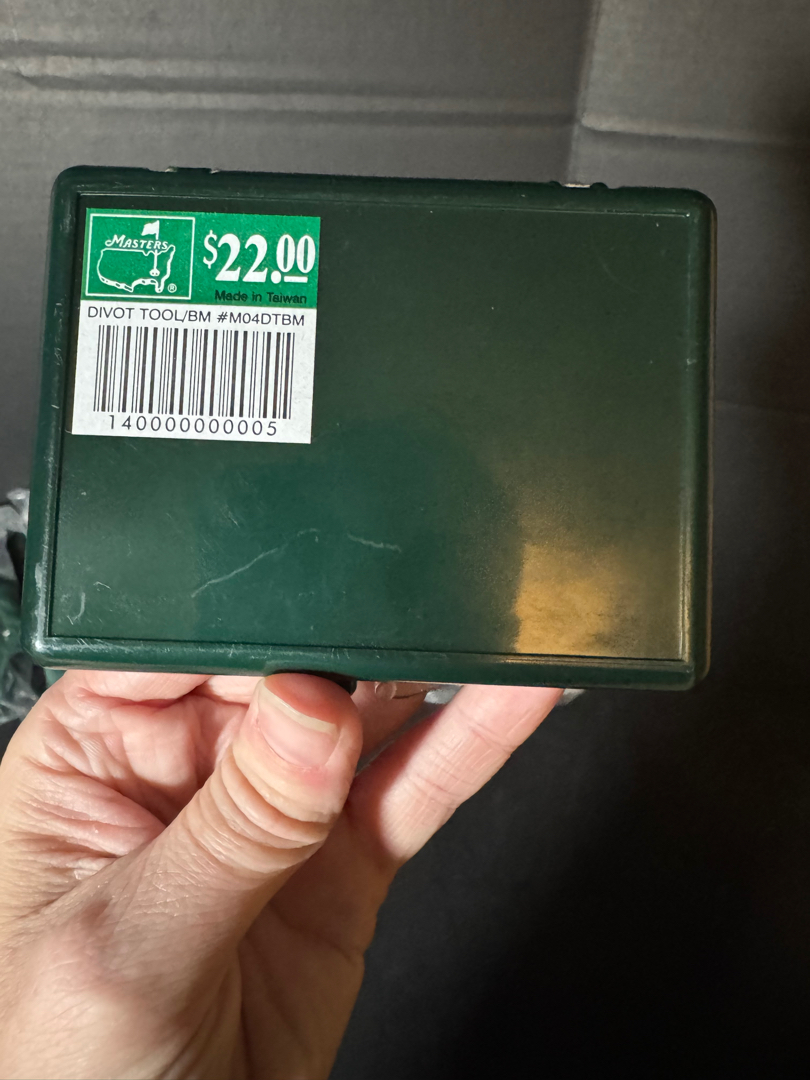 MASTERS
®
$22.00
Made in Taiwan
DIVOT TOOL/BM #M04DTBM
140000000005